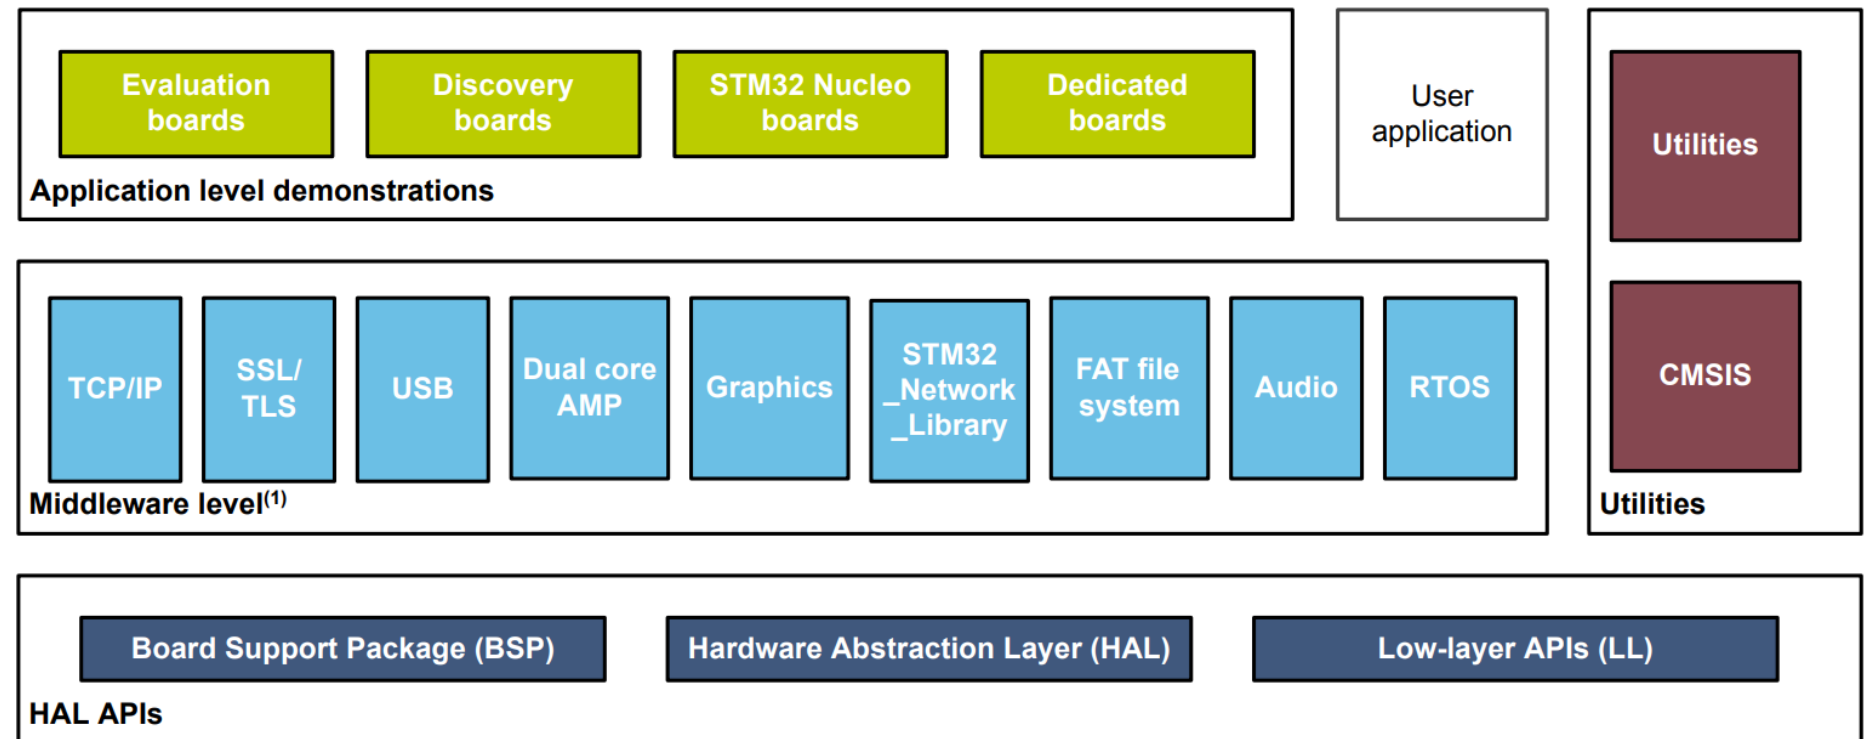 Evaluation
boards
Discovery
boards
STM32 Nucleo
boards
Dedicated
boards
Application level demonstrations
User
application
Utilities
CMSIS
Utilities
TCP/IP
SSL/
TLS
USB
Dual core
AMP
Graphics
STM32
_Network
_Library
FAT file
system
Audio
RTOS
Middleware level(1)
Board Support Package (BSP)
Hardware Abstraction Layer (HAL)
Low-layer APIs (LL)
HAL APIs